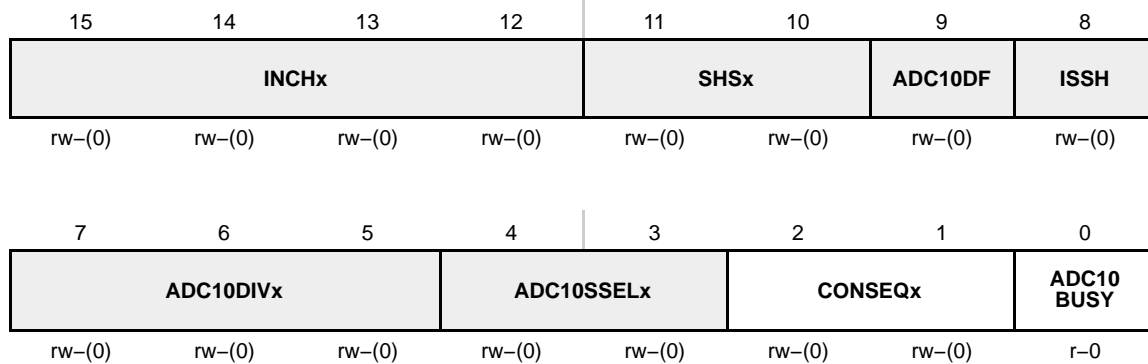 15 14 13 12 11 10 9 8
INCHx SHSx ADC10DF ISSH
rw−(0) rw−(0) rw−(0) rw−(0) rw−(0) rw−(0) rw−(0) rw−(0)
7 6 5 4 3 2 1 0
ADC10DIVx ADC10SSELx CONSEQx ADC10
BUSY
rw−(0) rw−(0) rw−(0) rw−(0) rw−(0) rw−(0) rw−(0) r−0